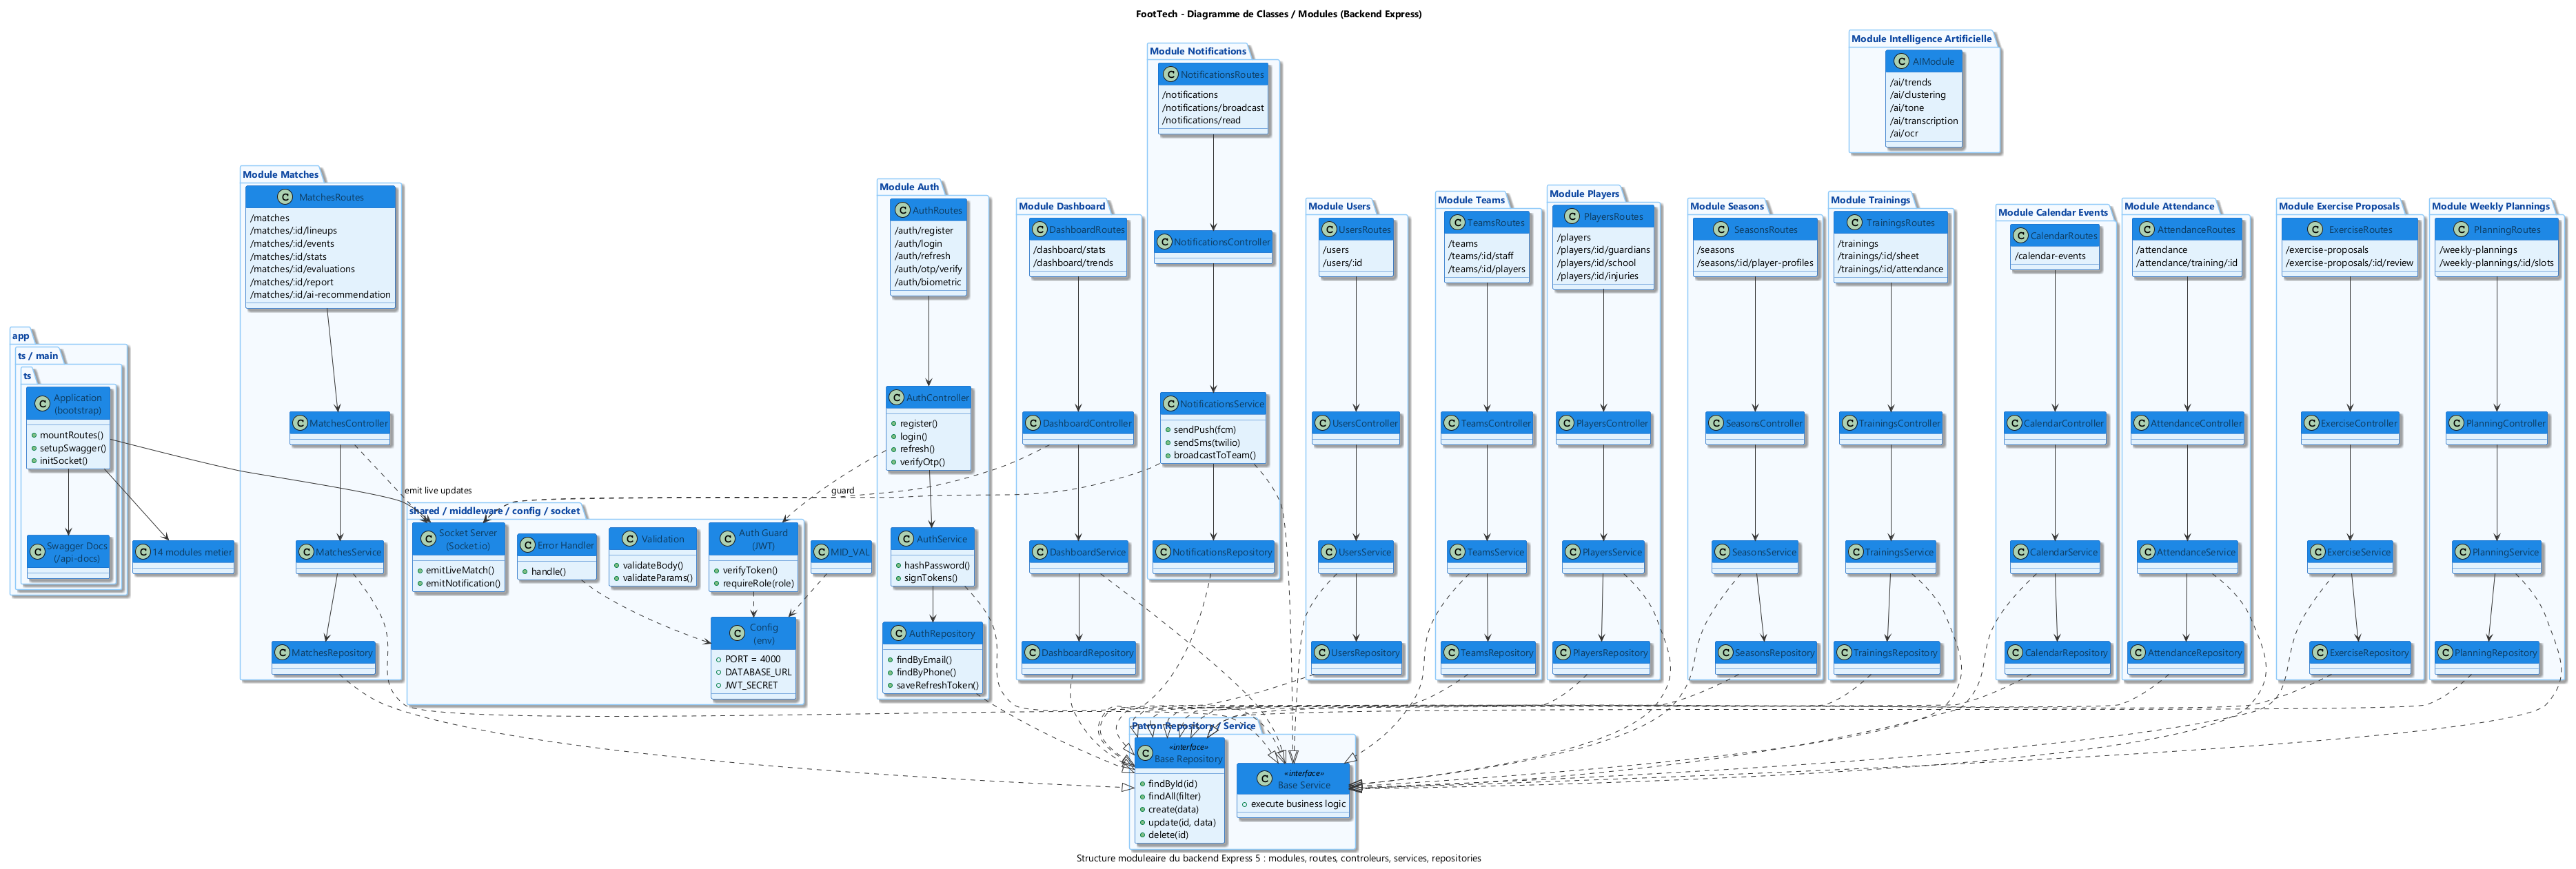 FootTech - Diagramme de Classes / Modules (Backend Express)
Module Intelligence Artificielle
AIModule
/ai/trends
/ai/clustering
/ai/tone
/ai/transcription
/ai/ocr
Module Notifications
NotificationsRoutes
/notifications
/notifications/broadcast
/notifications/read
NotificationsController
NotificationsService
sendPush(fcm)
sendSms(twilio)
broadcastToTeam()
NotificationsRepository
Module Matches
MatchesRoutes
/matches
/matches/:id/lineups
/matches/:id/events
/matches/:id/stats
/matches/:id/evaluations
/matches/:id/report
/matches/:id/ai-recommendation
MatchesController
MatchesService
MatchesRepository
Module Auth
AuthRoutes
/auth/register
/auth/login
/auth/refresh
/auth/otp/verify
/auth/biometric
AuthController
register()
login()
refresh()
verifyOtp()
AuthService
hashPassword()
signTokens()
AuthRepository
findByEmail()
findByPhone()
saveRefreshToken()
Module Dashboard
DashboardRoutes
/dashboard/stats
/dashboard/trends
DashboardController
DashboardService
DashboardRepository
Module Users
UsersRoutes
/users
/users/:id
UsersController
UsersService
UsersRepository
Module Teams
TeamsRoutes
/teams
/teams/:id/staff
/teams/:id/players
TeamsController
TeamsService
TeamsRepository
Module Players
PlayersRoutes
/players
/players/:id/guardians
/players/:id/school
/players/:id/injuries
PlayersController
PlayersService
PlayersRepository
Module Seasons
SeasonsRoutes
/seasons
/seasons/:id/player-profiles
SeasonsController
SeasonsService
SeasonsRepository
Module Trainings
TrainingsRoutes
/trainings
/trainings/:id/sheet
/trainings/:id/attendance
TrainingsController
TrainingsService
TrainingsRepository
Module Calendar Events
CalendarRoutes
/calendar-events
CalendarController
CalendarService
CalendarRepository
Module Attendance
AttendanceRoutes
/attendance
/attendance/training/:id
AttendanceController
AttendanceService
AttendanceRepository
Module Exercise Proposals
ExerciseRoutes
/exercise-proposals
/exercise-proposals/:id/review
ExerciseController
ExerciseService
ExerciseRepository
Module Weekly Plannings
PlanningRoutes
/weekly-plannings
/weekly-plannings/:id/slots
PlanningController
PlanningService
PlanningRepository
app
ts / main
ts
Application
(bootstrap)
mountRoutes()
setupSwagger()
initSocket()
Swagger Docs
(/api-docs)
14 modules metier
emit live updates
guard
shared / middleware / config / socket
Socket Server
(Socket.io)
emitLiveMatch()
emitNotification()
Error Handler
handle()
Validation
validateBody()
validateParams()
Auth Guard
(JWT)
verifyToken()
requireRole(role)
MID_VAL
Config
(env)
PORT = 4000
DATABASE_URL
JWT_SECRET
Patron Repository / Service
«interface»
Base Repository
findById(id)
findAll(filter)
create(data)
update(id, data)
delete(id)
«interface»
Base Service
execute business logic
Structure moduleaire du backend Express 5 : modules, routes, controleurs, services, repositories